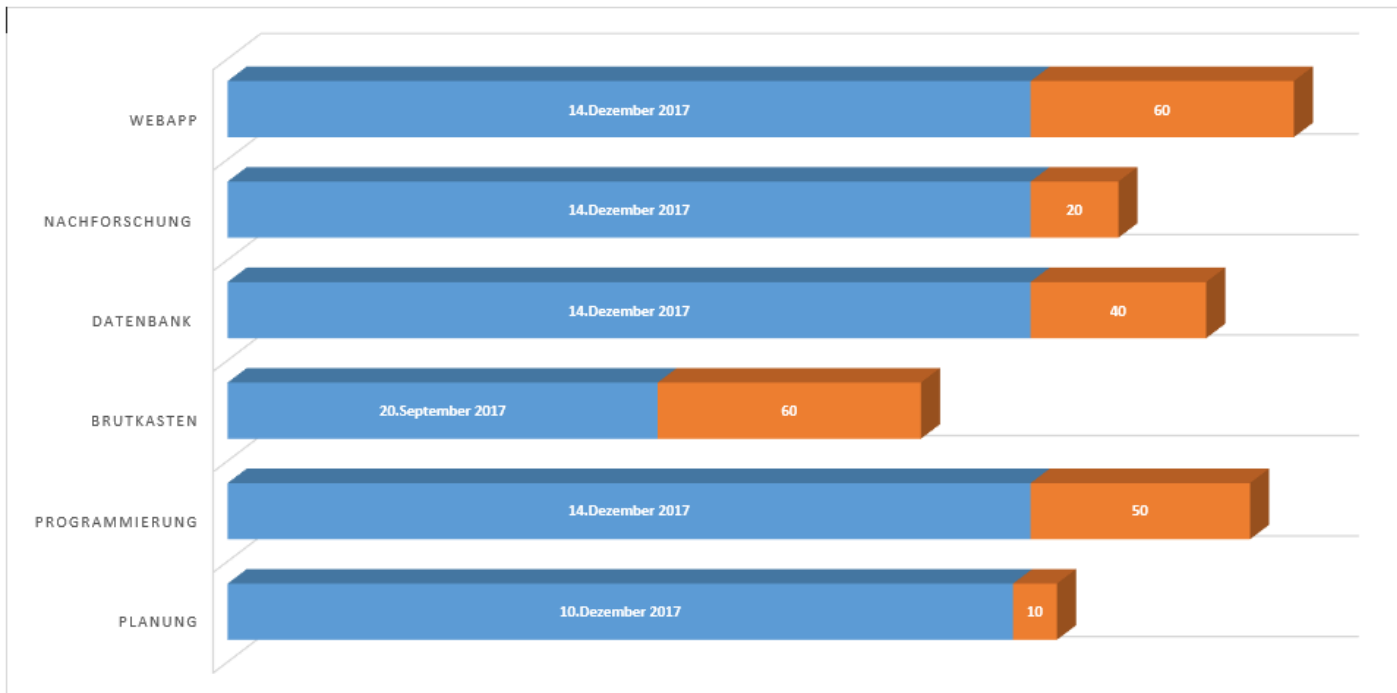 WEBAPP
14.Dezember 2017
60
NACHFORSCHUNG
14.Dezember 2017
20
DATENBANK
14.Dezember 2017
40
BRUTKASTEN
20.September 2017
60
PROGRAMMIERUNG
14.Dezember 2017
50
PLANUNG
10.Dezember 2017
10